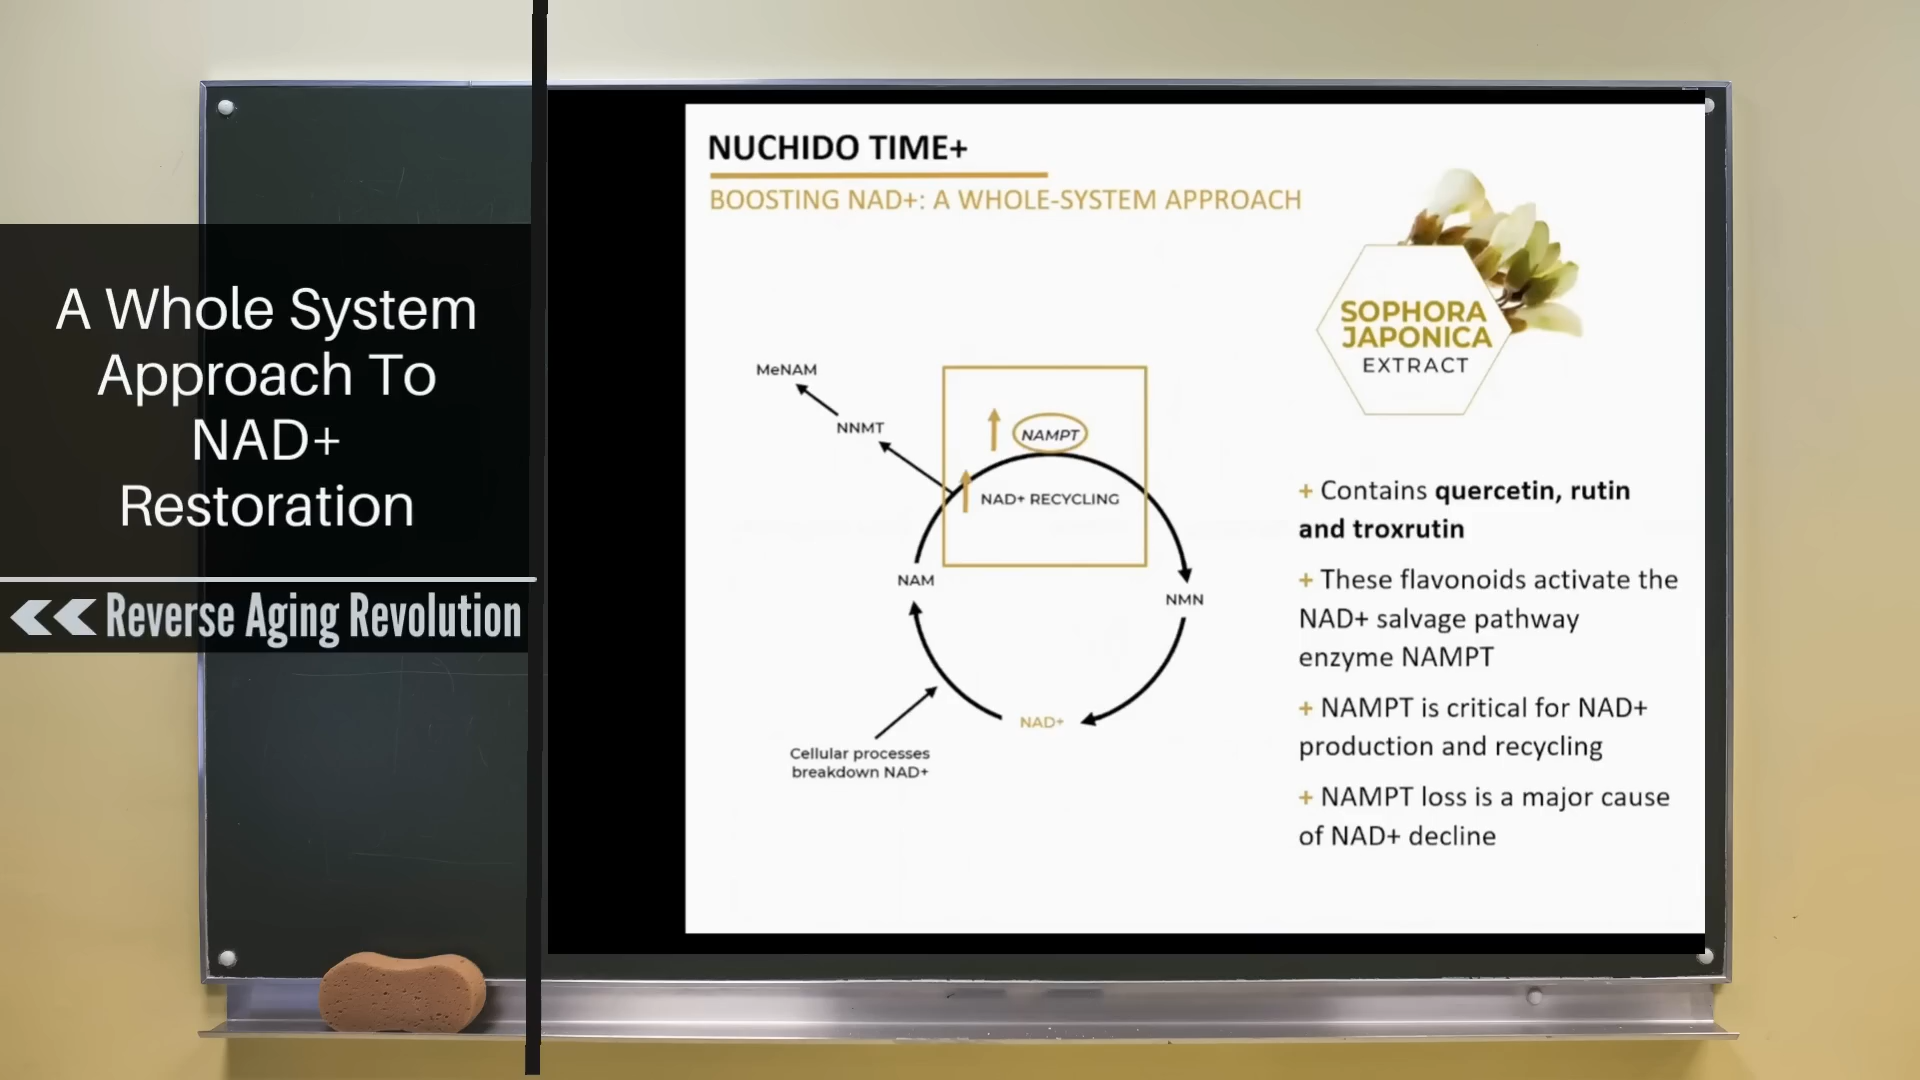 A Whole System
Approach To
NAD+
Restoration
Reverse Aging Revolution
NUCHIDO TIME+
BOOSTING NAD+: A WHOLE-SYSTEM APPROACH
SOPHORA
JAPONICA
EXTRACT
MeNAM
NNMT
NAMPT
NAD+ RECYCLING
NAM
NMN
NAD+
Cellular processes
breakdown NAD+
+ Contains quercetin, rutin
and troxrutin
+ These flavonoids activate the
NAD+ salvage pathway
enzyme NAMPT
+ NAMPT is critical for NAD+
production and recycling
+ NAMPT loss is a major cause
of NAD+ decline